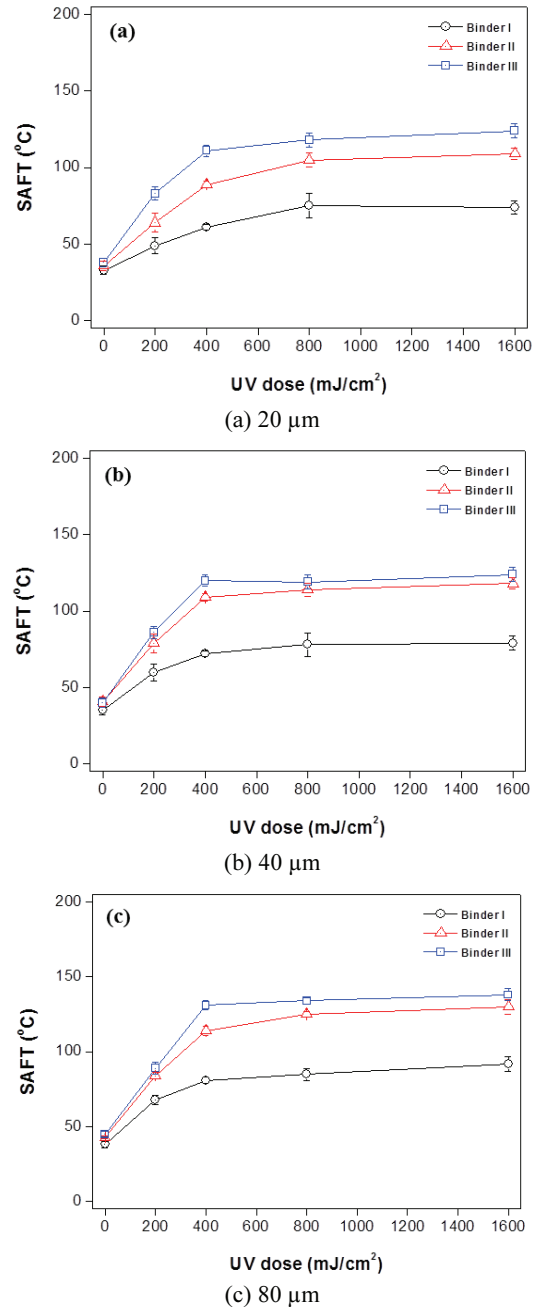 (a)
Binder I
Binder II
Binder III
200
150
100
50
0
SAFT (°C)
0 200 400 600 800 1000 1200 1400 1600
UV dose (mJ/cm²)
(a) 20 µm
(b)
Binder I
Binder II
Binder III
200
150
100
50
0
SAFT (°C)
0 200 400 600 800 1000 1200 1400 1600
UV dose (mJ/cm²)
(b) 40 µm
(c)
Binder I
Binder II
Binder III
200
150
100
50
0
SAFT (°C)
0 200 400 600 800 1000 1200 1400 1600
UV dose (mJ/cm²)
(c) 80 µm